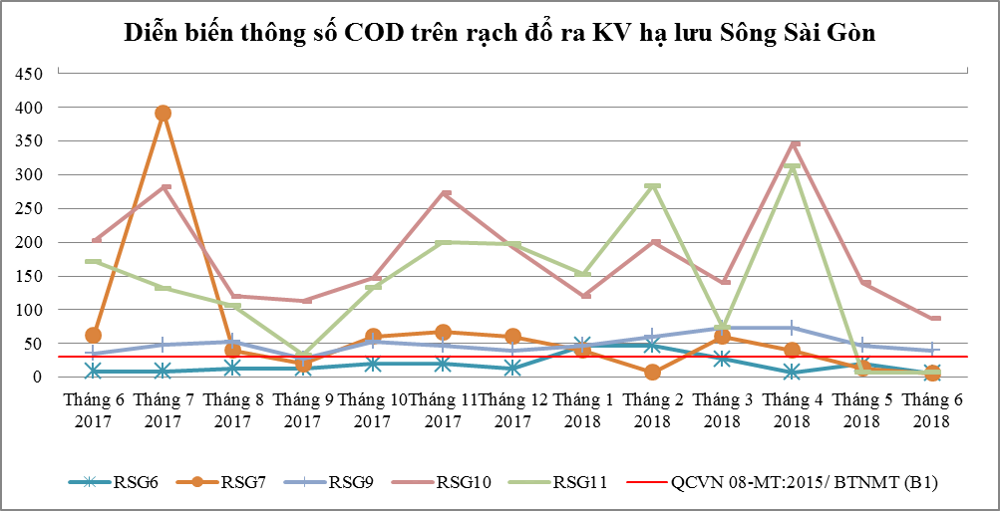 Diễn biến thông số COD trên rạch đổ ra KV hạ lưu Sông Sài Gòn
450
400
350
300
250
200
150
100
50
0
Tháng 6 Tháng 7 Tháng 8 Tháng 9 Tháng 10 Tháng 11 Tháng 12 Tháng 1 Tháng 2 Tháng 3 Tháng 4 Tháng 5 Tháng 6
2017 2017 2017 2017 2017 2017 2017 2018 2018 2018 2018 2018 2018
RSG6 RSG7 RSG9 RSG10 RSG11 QCVN 08-MT:2015/ BTNMT (B1)